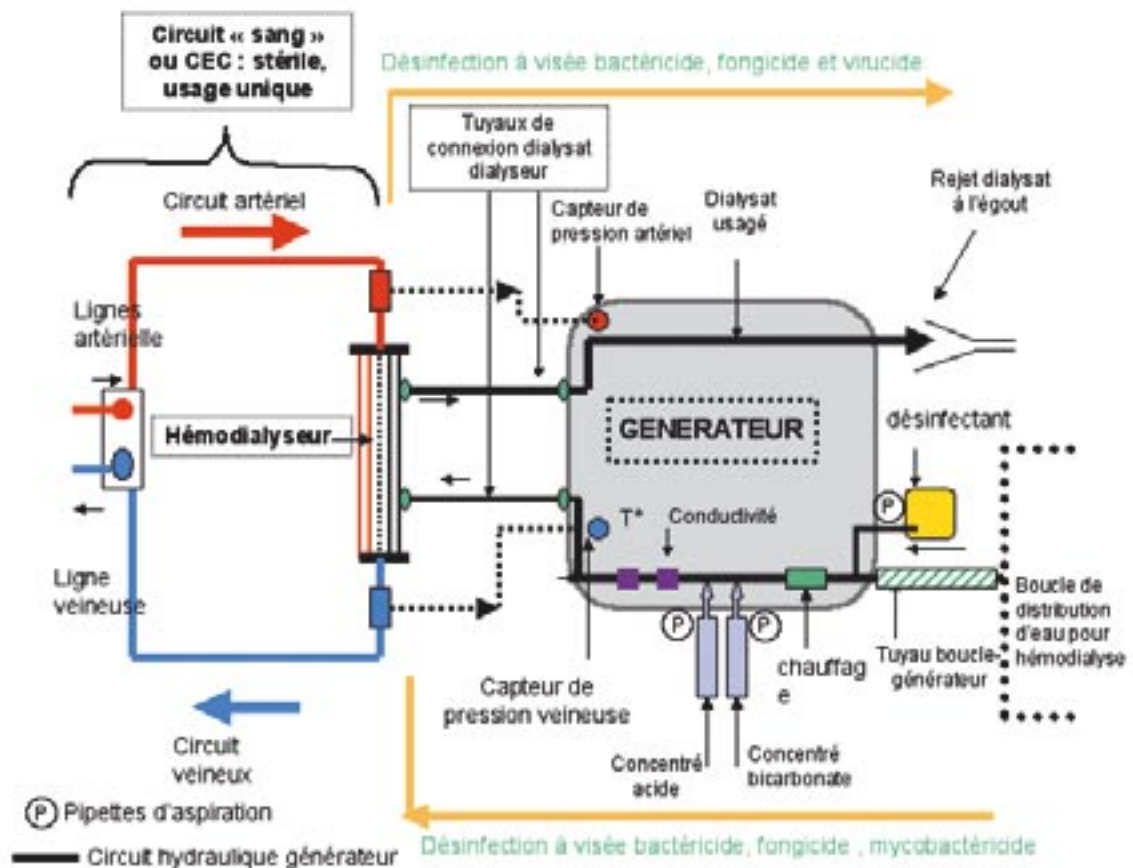 Circuit « sang »
ou CEC : stérile,
usage unique
Désinfection à visée bactéricide, fongicide et virucide
Tuyaux de
connexion dialysat
dialyseur
Circuit artériel
Capteur de
pression artériel
Dialysat
usagé
Rejet dialysat
à l'égout
Lignes
artérielle
Hémodialyseur
GENERATEUR
désinfectant
P
T*
Conductivité
Ligne
veineuse
P
P
chauffag
e
Tuyau boucle-
générateur
Boucle de
distribution
d'eau pour
hémodialyse
Capteur de
pression veineuse
Circuit
veineux
Concentré
acide
Concentré
bicarbonate
P Pipettes d'aspiration
Circuit hydraulique générateur
Désinfection à visée bactéricide, fongicide , mycobactéricide